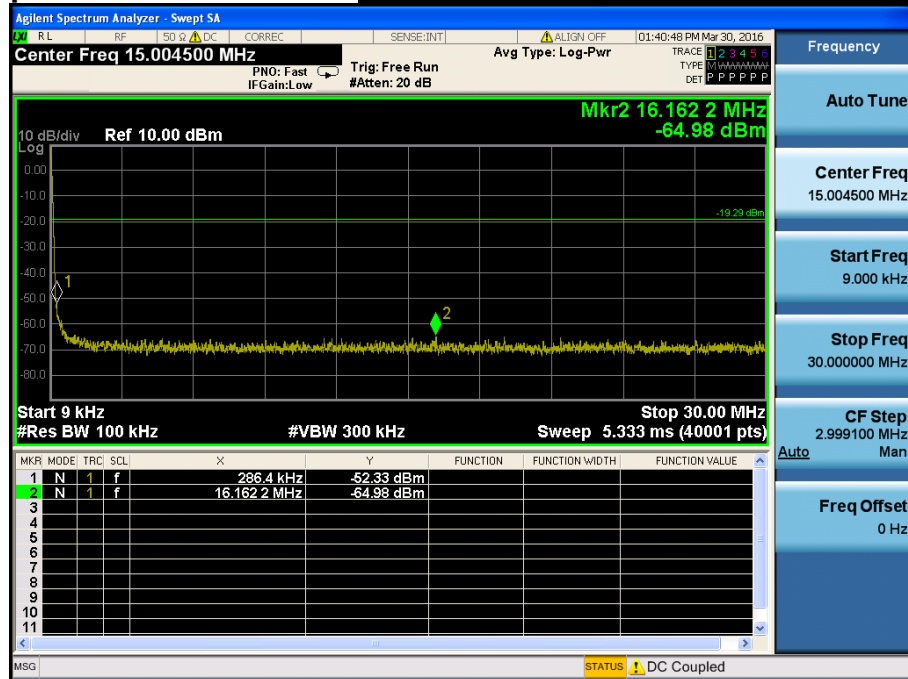 Agilent Spectrum Analyzer - Swept SA
LXI RL RF 50 Ω DC CORREC SENSE:INT ALIGN OFF 01:40:48 PM Mar 30, 2016
Center Freq 15.004500 MHz
PNO: Fast
IFGain:Low
Trig: Free Run
#Atten: 20 dB
Avg Type: Log-Pwr
TRACE 1 2 3 4 5 6
TYPE M WWWWW
DET P P P P P P
Mkr2 16.162 2 MHz
-64.98 dBm
10 dB/div Ref 10.00 dBm
Log
0.00
-10.0
-20.0
-30.0
-40.0
-50.0
-60.0
-70.0
-80.0
-19.29 dBm
1
2
Start 9 kHz Stop 30.00 MHz
#Res BW 100 kHz #VBW 300 kHz Sweep 5.333 ms (40001 pts)
MKR MODE TRC SCL X Y FUNCTION FUNCTION WIDTH FUNCTION VALUE
1 N 1 f 286.4 kHz -52.33 dBm
2 N 1 f 16.162 2 MHz -64.98 dBm
3
4
5
6
7
8
9
10
11
MSG STATUS DC Coupled
Frequency
Auto Tune
Center Freq
15.004500 MHz
Start Freq
9.000 kHz
Stop Freq
30.000000 MHz
CF Step
2.999100 MHz
Auto Man
Freq Offset
0 Hz